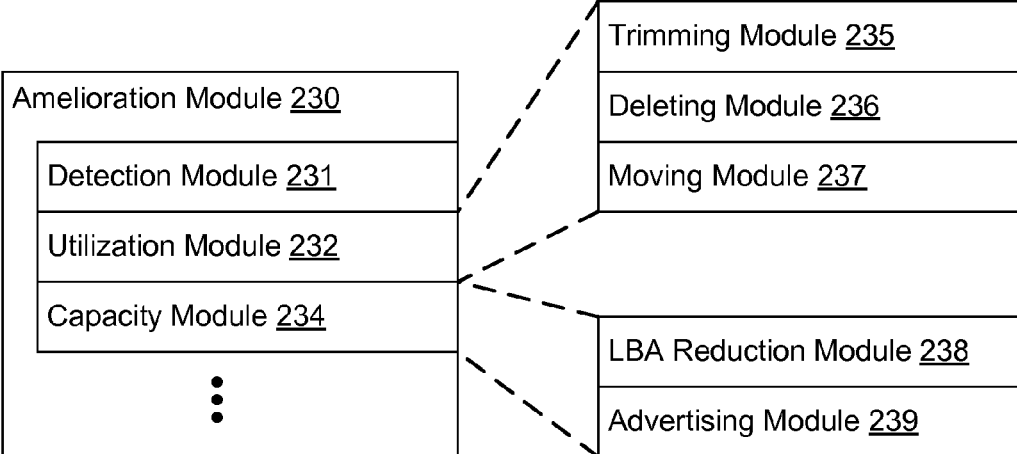 Amelioration Module 230
Detection Module 231
Utilization Module 232
Capacity Module 234
Trimming Module 235
Deleting Module 236
Moving Module 237
LBA Reduction Module 238
Advertising Module 239